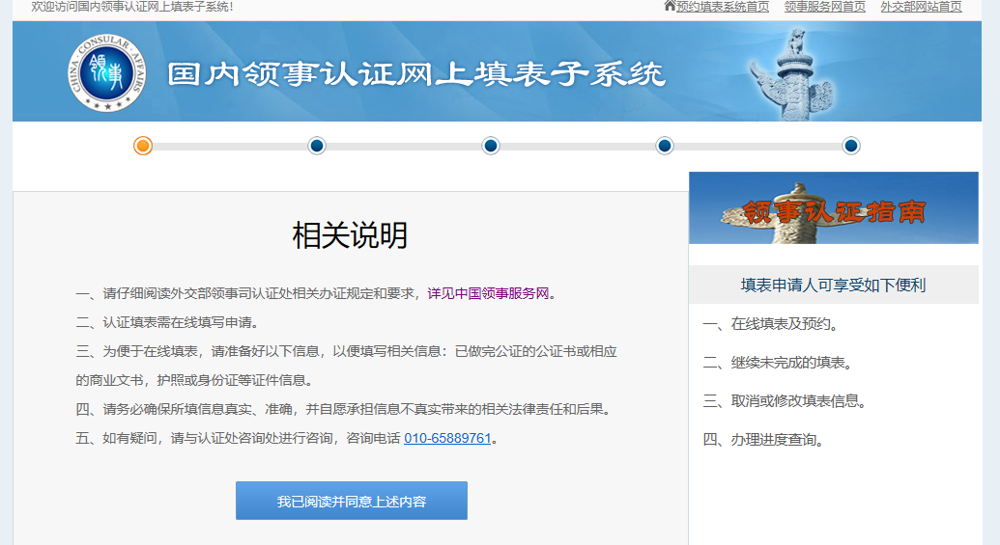 欢迎访问国内领事认证网上填表子系统！
预约填表系统首页 领事服务网首页 外交部网站首页
CHINA CONSULAR AFFAIRS
领事
国内领事认证网上填表子系统
领事认证指南
相关说明
一、请仔细阅读外交部领事司认证处相关办证规定和要求，详见中国领事服务网。
二、认证填表需在线填写申请。
三、为便于在线填表，请准备好以下信息，以便填写相关信息：已做完公证的公证书或相应
的商业文书，护照或身份证等证件信息。
四、请务必确保所填信息真实、准确，并自愿承担信息不真实带来的相关法律责任和后果。
五、如有疑问，请与认证处咨询处进行咨询，咨询电话 010-65889761。
我已阅读并同意上述内容
填表申请人可享受如下便利
一、在线填表及预约。
二、继续未完成的填表。
三、取消或修改填表信息。
四、办理进度查询。